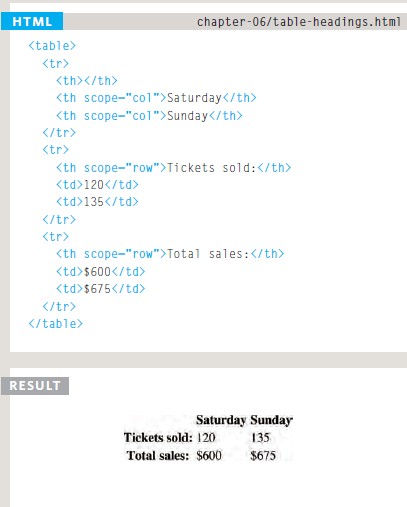 HTML
chapter-06/table-headings.html
<table>
<tr>
<th></th>
<th scope="col">Saturday</th>
<th scope="col">Sunday</th>
</tr>
<tr>
<th scope="row">Tickets sold:</th>
<td>120</td>
<td>135</td>
</tr>
<tr>
<th scope="row">Total sales:</th>
<td>$600</td>
<td>$675</td>
</tr>
</table>
RESULT
Saturday Sunday
Tickets sold: 120 135
Total sales: $600 $675